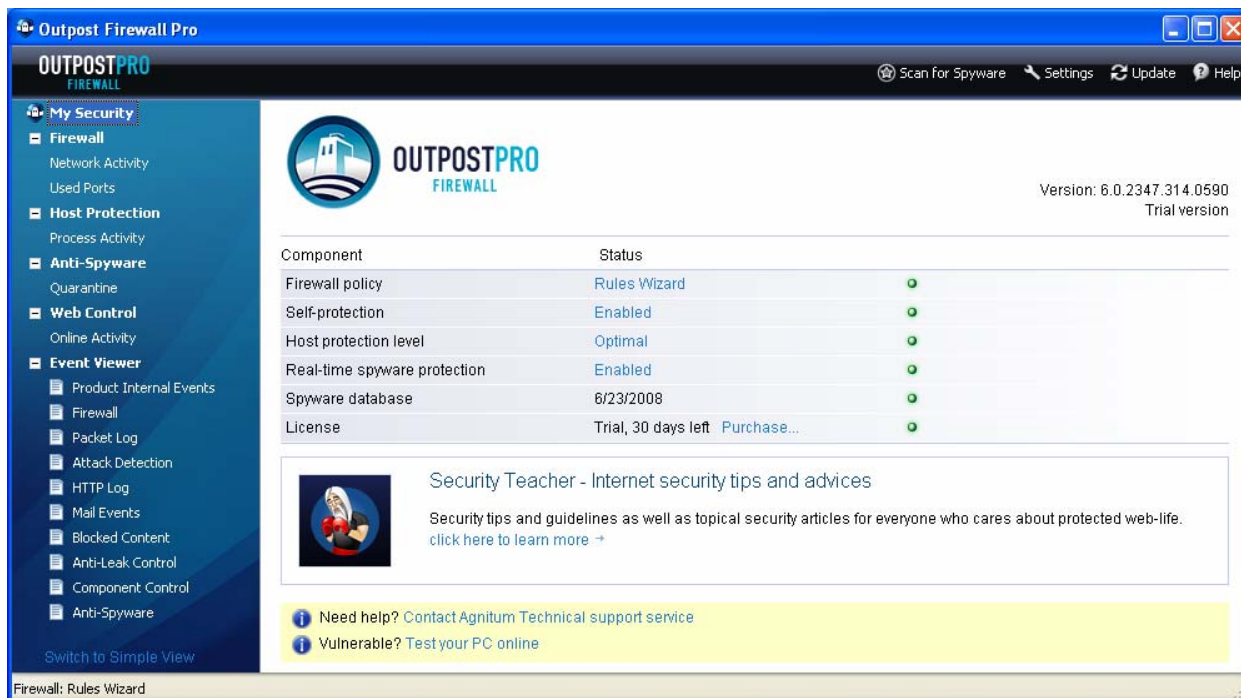 Outpost Firewall Pro
OUTPOSTPRO
FIREWALL
Scan for Spyware Settings Update Help
My Security
Firewall
Network Activity
Used Ports
Host Protection
Process Activity
Anti-Spyware
Quarantine
Web Control
Online Activity
Event Viewer
Product Internal Events
Firewall
Packet Log
Attack Detection
HTTP Log
Mail Events
Blocked Content
Anti-Leak Control
Component Control
Anti-Spyware
Switch to Simple View
OUTPOSTPRO
FIREWALL
Version: 6.0.2347.314.0590
Trial version
Component Status
Firewall policy Rules Wizard
Self-protection Enabled
Host protection level Optimal
Real-time spyware protection Enabled
Spyware database 6/23/2008
License Trial, 30 days left Purchase...
Security Teacher - Internet security tips and advices
Security tips and guidelines as well as topical security articles for everyone who cares about protected web-life.
click here to learn more →
Need help? Contact Agnitum Technical support service
Vulnerable? Test your PC online
Firewall: Rules Wizard